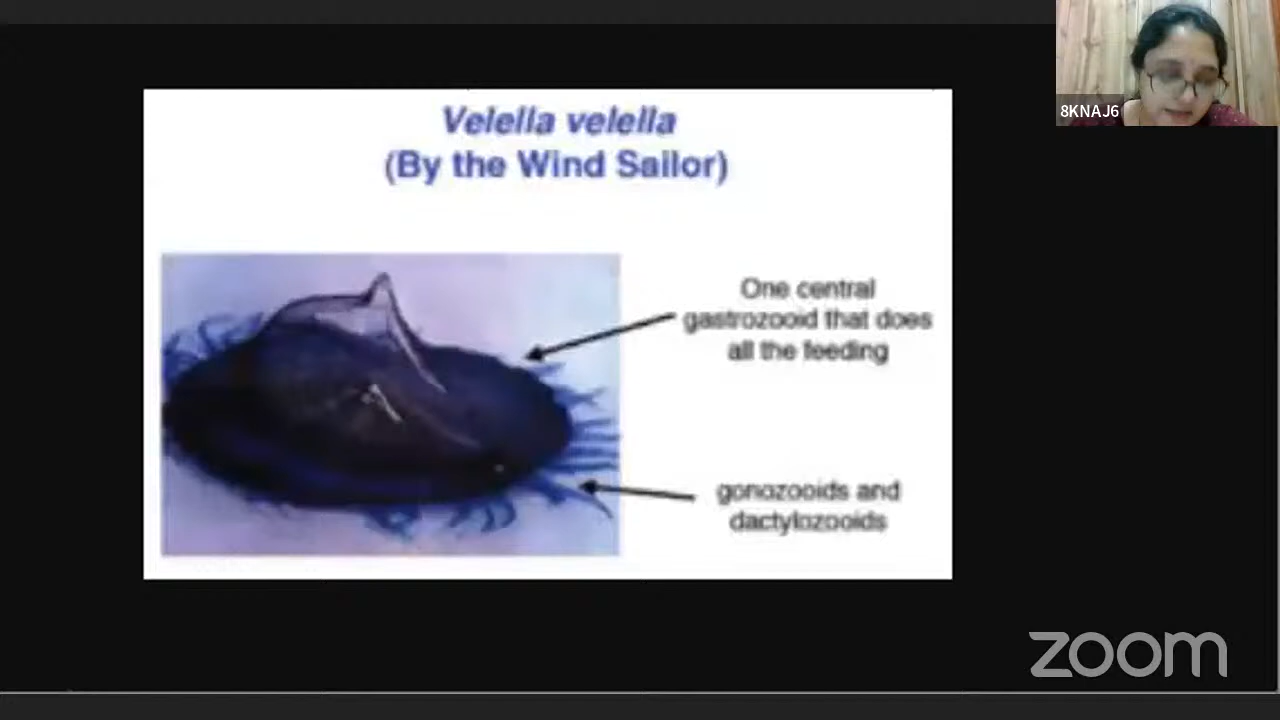 Velella velella
(By the Wind Sailor)
One central
gastrozooid that does
all the feeding
gonozooids and
dactylozooids
8KNAJ6
zoom